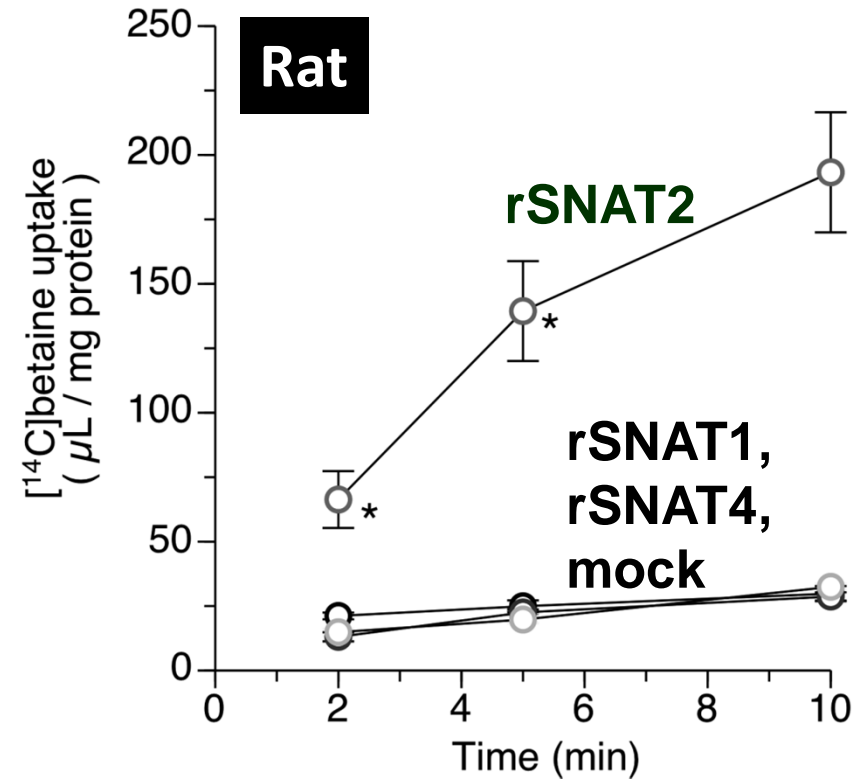 Rat
[¹⁴C]betaine uptake
( μL / mg protein )
250
200
150
100
50
0
rSNAT2
*
*
rSNAT1,
rSNAT4,
mock
0 2 4 6 8 10
Time (min)